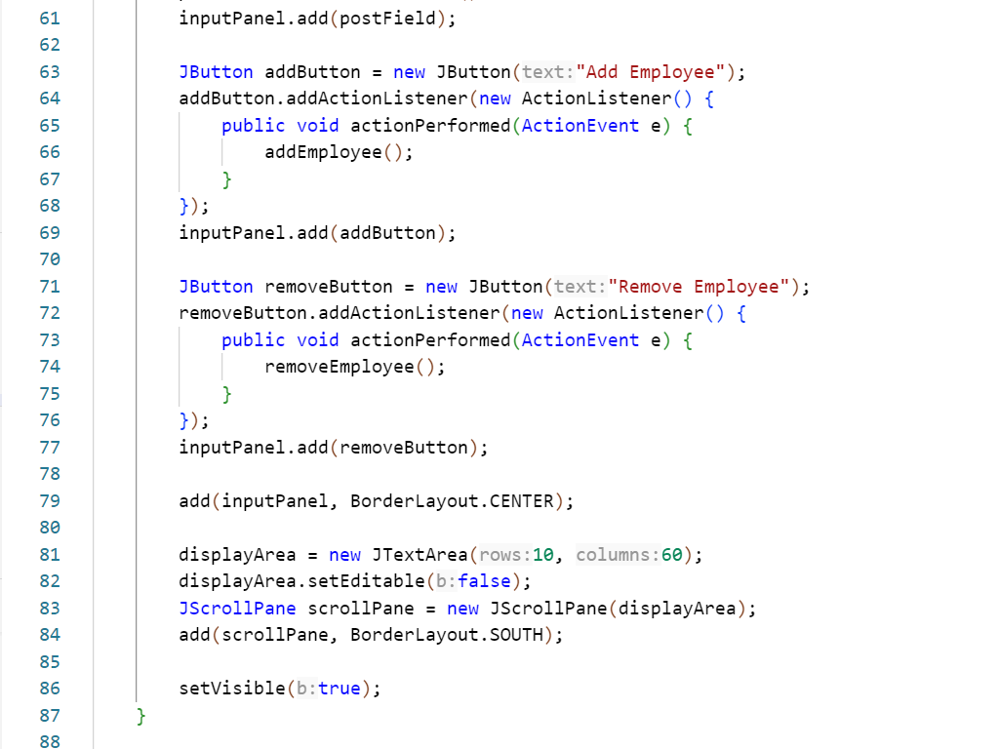 61 inputPanel.add(postField);
62
63 JButton addButton = new JButton(text:"Add Employee");
64 addButton.addActionListener(new ActionListener() {
65 public void actionPerformed(ActionEvent e) {
66 addEmployee();
67 }
68 });
69 inputPanel.add(addButton);
70
71 JButton removeButton = new JButton(text:"Remove Employee");
72 removeButton.addActionListener(new ActionListener() {
73 public void actionPerformed(ActionEvent e) {
74 removeEmployee();
75 }
76 });
77 inputPanel.add(removeButton);
78
79 add(inputPanel, BorderLayout.CENTER);
80
81 displayArea = new JTextArea(rows:10, columns:60);
82 displayArea.setEditable(b:false);
83 JScrollPane scrollPane = new JScrollPane(displayArea);
84 add(scrollPane, BorderLayout.SOUTH);
85
86 setVisible(b:true);
87 }
88